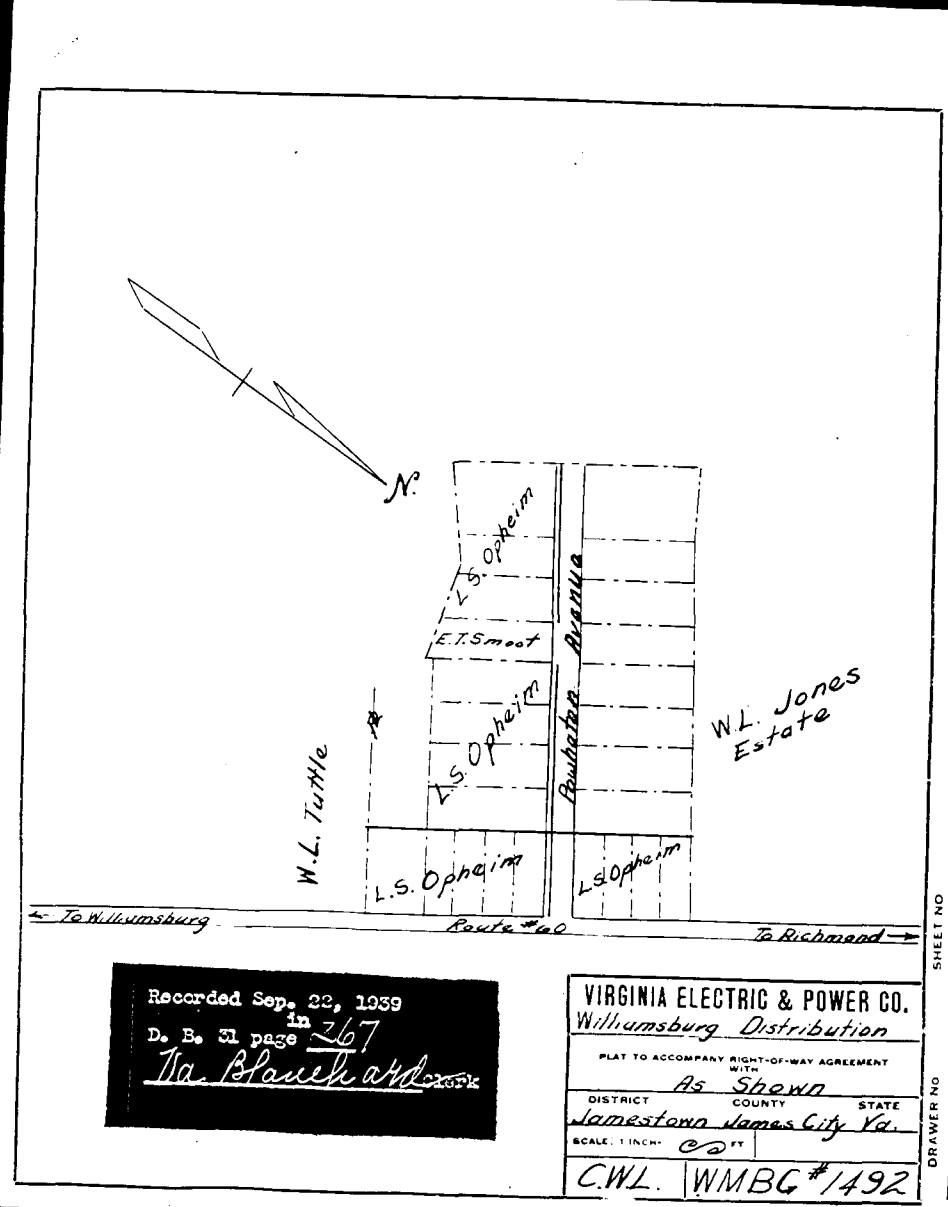 N.
L.S. Opheim
E.T. Smoot
L.S. Opheim
Powhatan Avenua
W.L. Jones
Estate
W.L. Tuttle
L.S. Opheim
L.S. Opheim
← To Williamsburg
Route #60
To Richmond →
SHEET NO
DRAWER NO
Recorded Sep. 22, 1939
in
D. B. 31 page 267
Va. Blanchard Clerk
VIRGINIA ELECTRIC & POWER CO.
Williamsburg Distribution
PLAT TO ACCOMPANY RIGHT-OF-WAY AGREEMENT
WITH
As Shown
DISTRICT COUNTY STATE
Jamestown James City Va.
SCALE: 1 INCH- ∞ FT
C.W.L. WMBG #1492